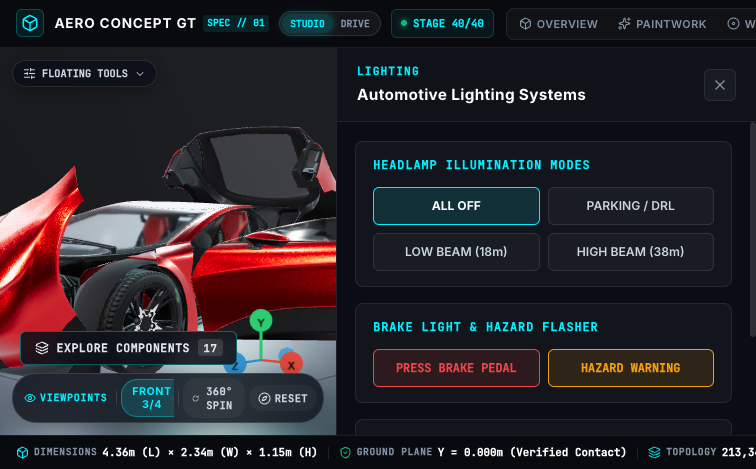 AERO CONCEPT GT
SPEC // 01
STUDIO
DRIVE
STAGE 40/40
OVERVIEW
PAINTWORK
W
FLOATING TOOLS
LIGHTING
Automotive Lighting Systems
HEADLAMP ILLUMINATION MODES
ALL OFF
PARKING / DRL
LOW BEAM (18m)
HIGH BEAM (38m)
BRAKE LIGHT & HAZARD FLASHER
PRESS BRAKE PEDAL
HAZARD WARNING
Y
Z
X
EXPLORE COMPONENTS 17
VIEWPOINTS
FRONT
3/4
360°
SPIN
RESET
DIMENSIONS 4.36m (L) × 2.34m (W) × 1.15m (H)
GROUND PLANE Y = 0.000m (Verified Contact)
TOPOLOGY 213,